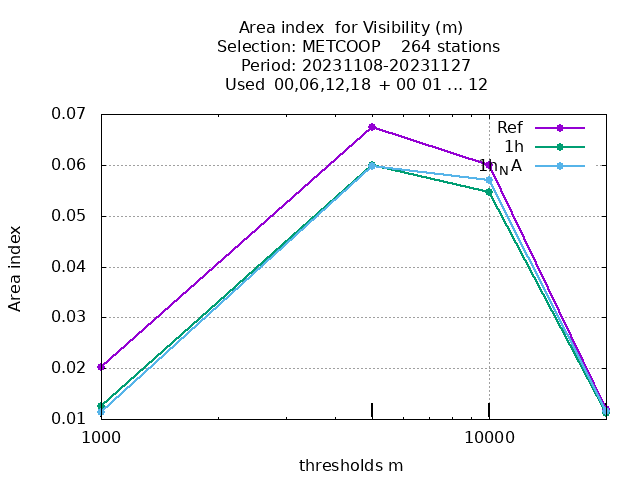 Area index  for Visibility (m)
Selection: METCOOP    264 stations
Period: 20231108-20231127
Used  00,06,12,18  + 00 01 ... 12
0.07
Ref
1h
0.06
1hNA
0.05
Area index
0.04
0.03
0.02
0.01
1000
10000
thresholds m